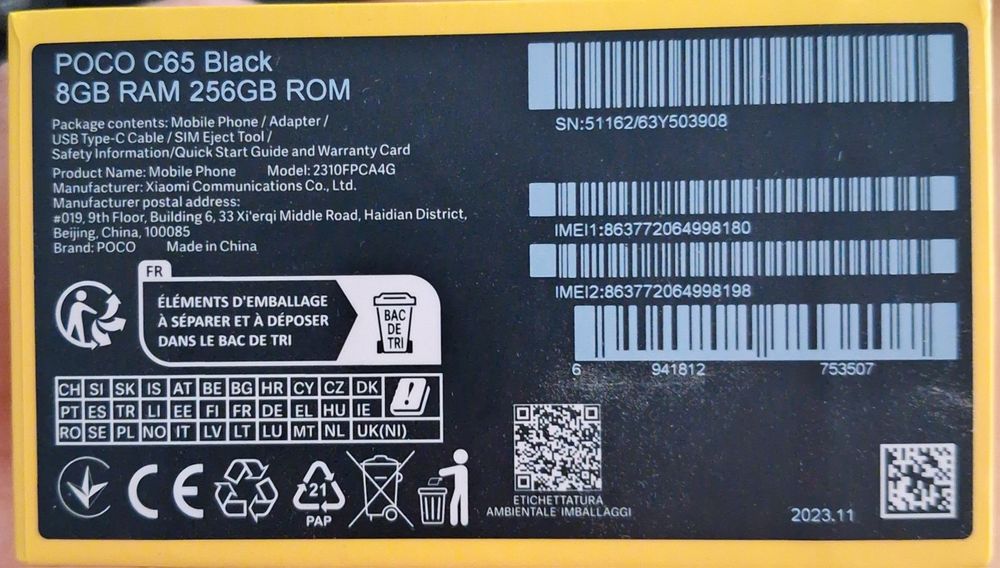 POCO C65 Black
8GB RAM 256GB ROM
Package contents: Mobile Phone / Adapter /
USB Type-C Cable / SIM Eject Tool /
Safety Information/Quick Start Guide and Warranty Card
Product Name: Mobile Phone Model: 2310FPCA4G
Manufacturer: Xiaomi Communications Co., Ltd.
Manufacturer postal address:
#019, 9th Floor, Building 6, 33 Xi'erqi Middle Road, Haidian District,
Beijing, China, 100085
Brand: POCO Made in China
SN:51162/63Y503908
IMEI1:863772064998180
IMEI2:863772064998198
6 941812 753507
FR
ÉLÉMENTS D'EMBALLAGE
À SÉPARER ET À DÉPOSER
DANS LE BAC DE TRI
BAC
DE
TRI
CH SI SK IS AT BE BG HR CY CZ DK
PT ES TR LI EE FI FR DE EL HU IE
RO SE PL NO IT LV LT LU MT NL UK(NI)
CE
21
PAP
ETICHETTATURA
AMBIENTALE IMBALLAGGI
2023.11